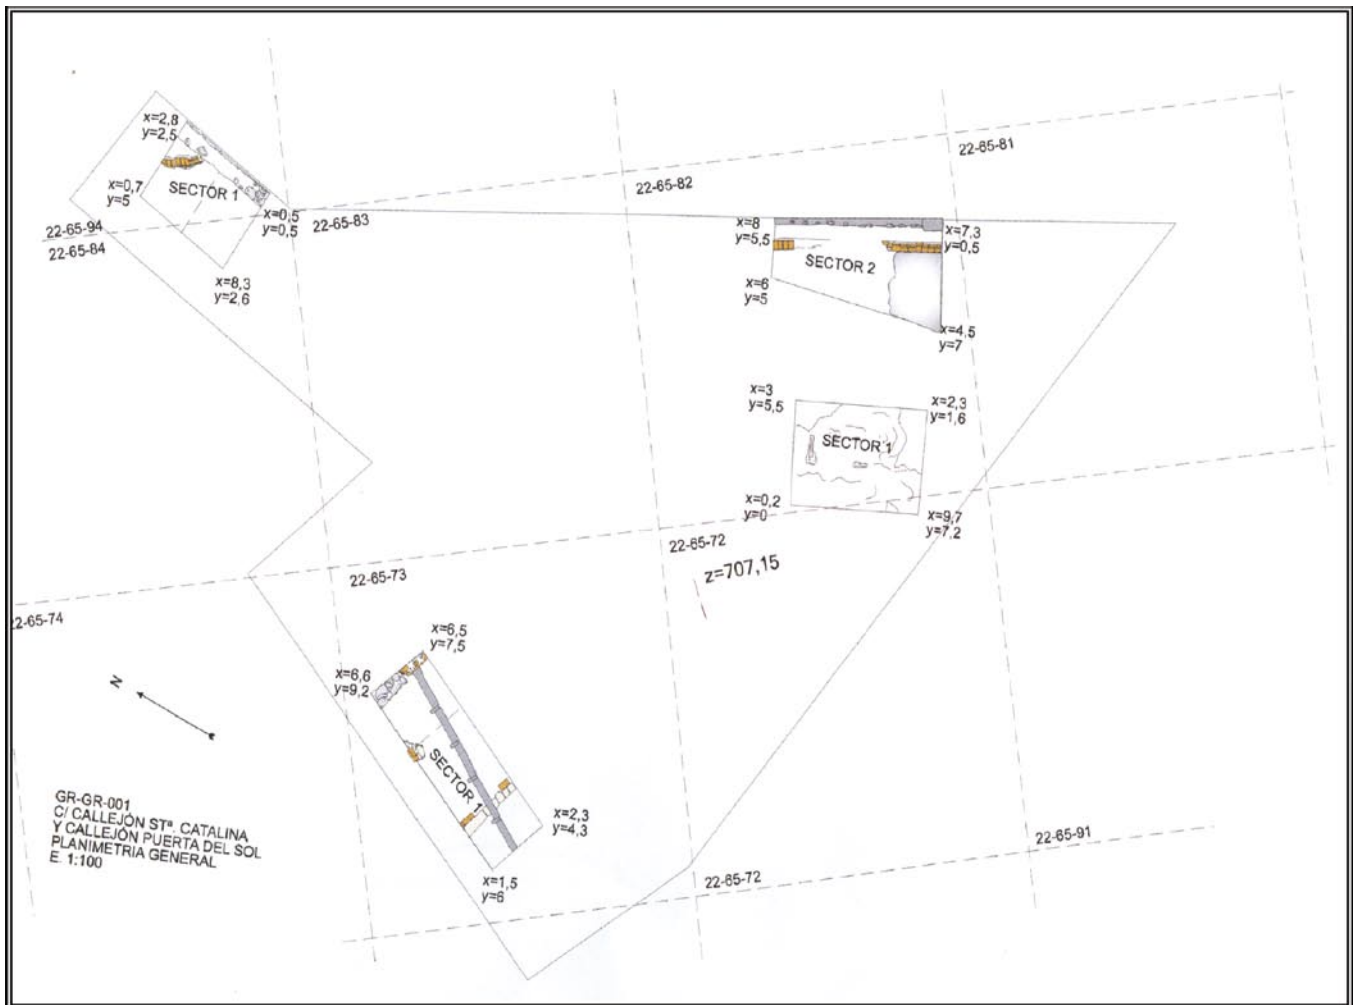 22-65-81
22-65-82
x=2,8
y=2,5
x=0,7
y=5
SECTOR 1
x=0,5
y=0,5
22-65-83
22-65-94
22-65-84
x=8,3
y=2,6
x=8
y=5,5
x=7,3
y=0,5
SECTOR 2
x=6
y=5
x=4,5
y=7
x=3
y=5,5
x=2,3
y=1,6
SECTOR 1
x=0,2
y=0
x=9,7
y=7,2
22-65-72
z=707,15
22-65-73
22-65-74
x=6,5
y=7,5
x=6,6
y=9,2
SECTOR 1
x=2,3
y=4,3
x=1,5
y=6
22-65-91
22-65-72
N
GR-GR-001
C/ CALLEJÓN STª. CATALINA
Y CALLEJÓN PUERTA DEL SOL
PLANIMETRIA GENERAL
E. 1:100